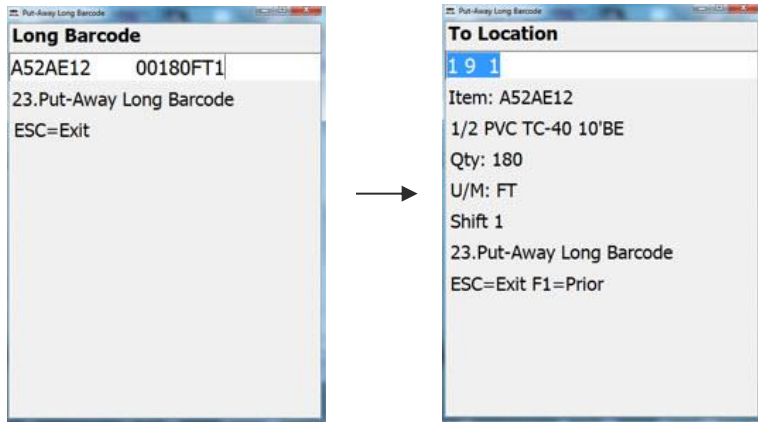 Put-Away Long Barcode
Long Barcode
A52AE12 00180FT1
23.Put-Away Long Barcode
ESC=Exit
Put-Away Long Barcode
To Location
1 9 1
Item: A52AE12
1/2 PVC TC-40 10'BE
Qty: 180
U/M: FT
Shift 1
23.Put-Away Long Barcode
ESC=Exit F1=Prior